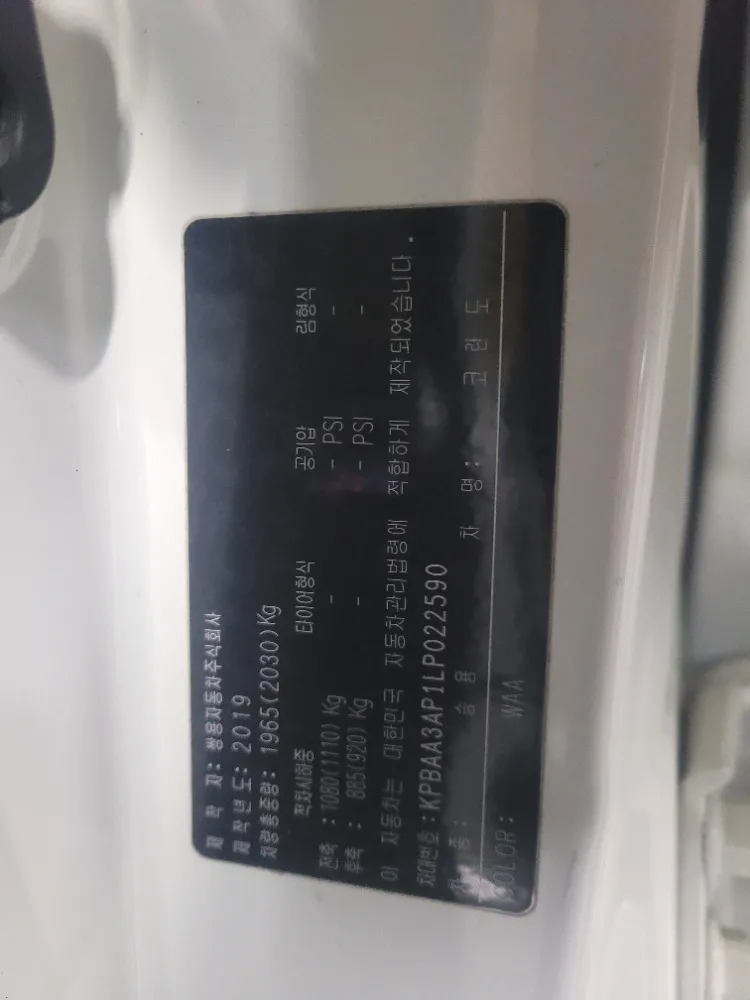 제 작 자: 쌍용자동차주식회사
제작년도: 2019
차량총중량: 1965(2030)Kg
적차시하중 타이어형식 공기압 림형식
전축 : 1080(1110) Kg - - PSI -
후축 : 885(920) Kg - - PSI -
이 자동차는 대한민국 자동차관리법령에 적합하게 제작되었습니다.
차대번호 : KPBAA3AP1LP022590
차 종: 승 용 차 명: 코 란 도
COLOR: WAA